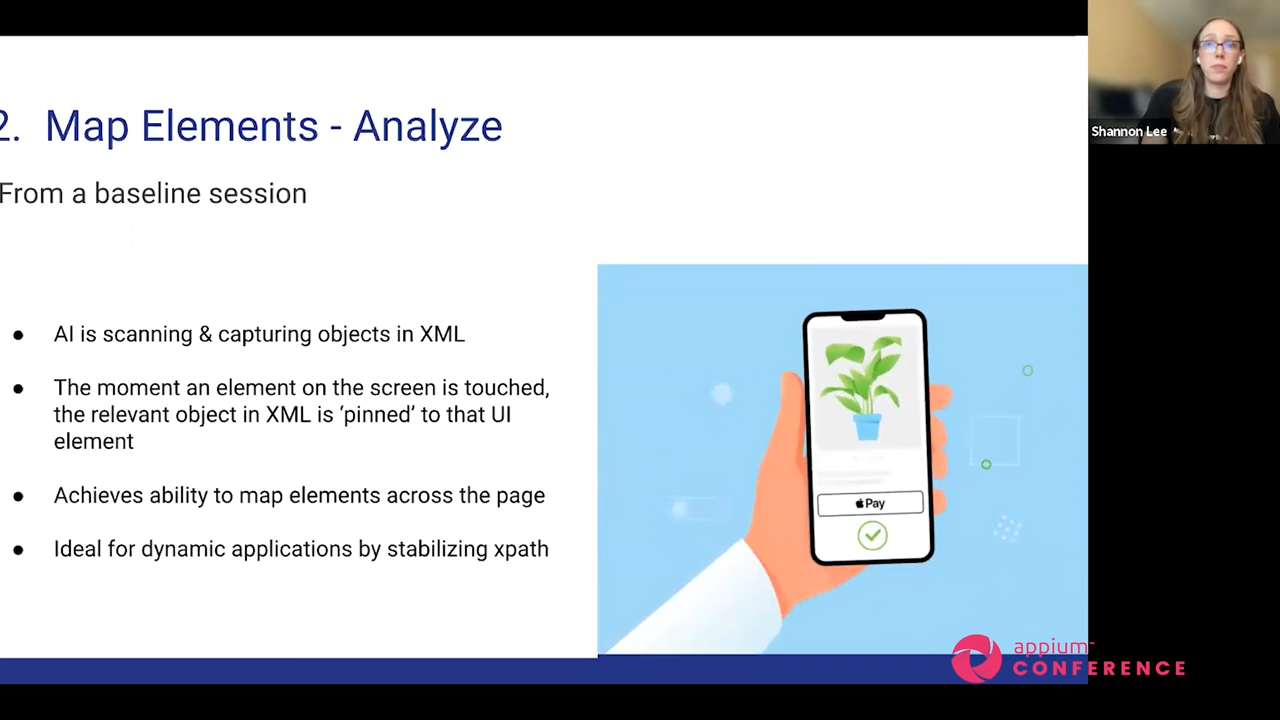 2. Map Elements - Analyze
From a baseline session
● AI is scanning & capturing objects in XML
● The moment an element on the screen is touched,
the relevant object in XML is ‘pinned’ to that UI
element
● Achieves ability to map elements across the page
● Ideal for dynamic applications by stabilizing xpath
Pay
Shannon Lee
appium
CONFERENCE